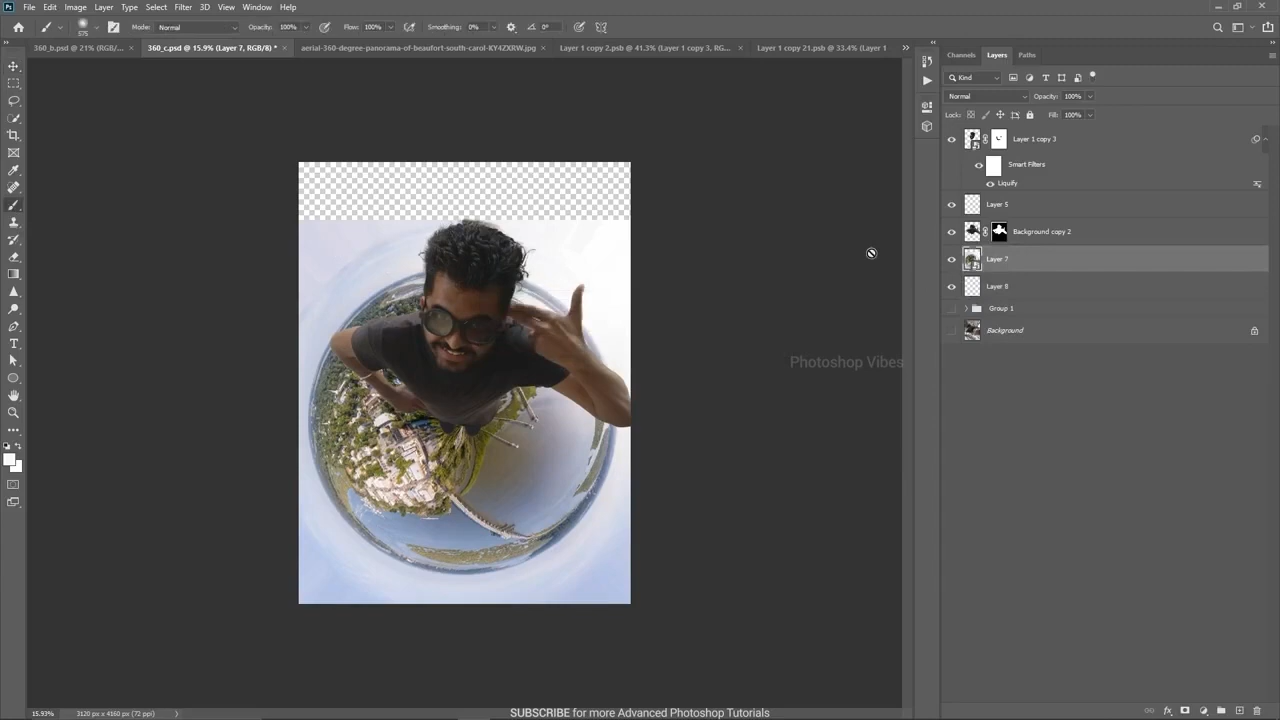 Ps File Edit Image Layer Type Select Filter 3D View Window Help
575 Mode: Normal Opacity: 100% Flow: 100% Smoothing: 0% 0°
360_b.psd @ 21% (RGB/... × 360_c.psd @ 15.9% (Layer 7, RGB/8) * × aerial-360-degree-panorama-of-beaufort-south-carol-KY4ZXRW.jpg × Layer 1 copy 2.psb @ 41.3% (Layer 1 copy 3, RG... × Layer 1 copy 21.psb @ 33.4% (Layer 1
Channels Layers Paths
Kind
Normal Opacity: 100%
Lock: Fill: 100%
Layer 1 copy 3
Smart Filters
Liquify
Layer 5
Background copy 2
Layer 7
Layer 8
Group 1
Background
Photoshop Vibes
15.93% 3120 px x 4160 px (72 ppi)
SUBSCRIBE for more Advanced Photoshop Tutorials